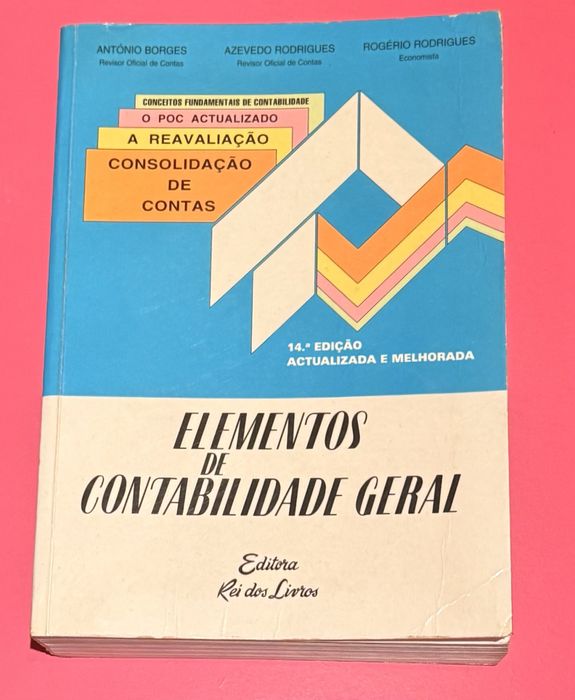 ANTÓNIO BORGES
Revisor Oficial de Contas
AZEVEDO RODRIGUES
Revisor Oficial de Contas
ROGÉRIO RODRIGUES
Economista
CONCEITOS FUNDAMENTAIS DE CONTABILIDADE
O POC ACTUALIZADO
A REAVALIAÇÃO
CONSOLIDAÇÃO
DE
CONTAS
14.ª EDIÇÃO
ACTUALIZADA E MELHORADA
ELEMENTOS
DE
CONTABILIDADE GERAL
Editora
Rei dos Livros